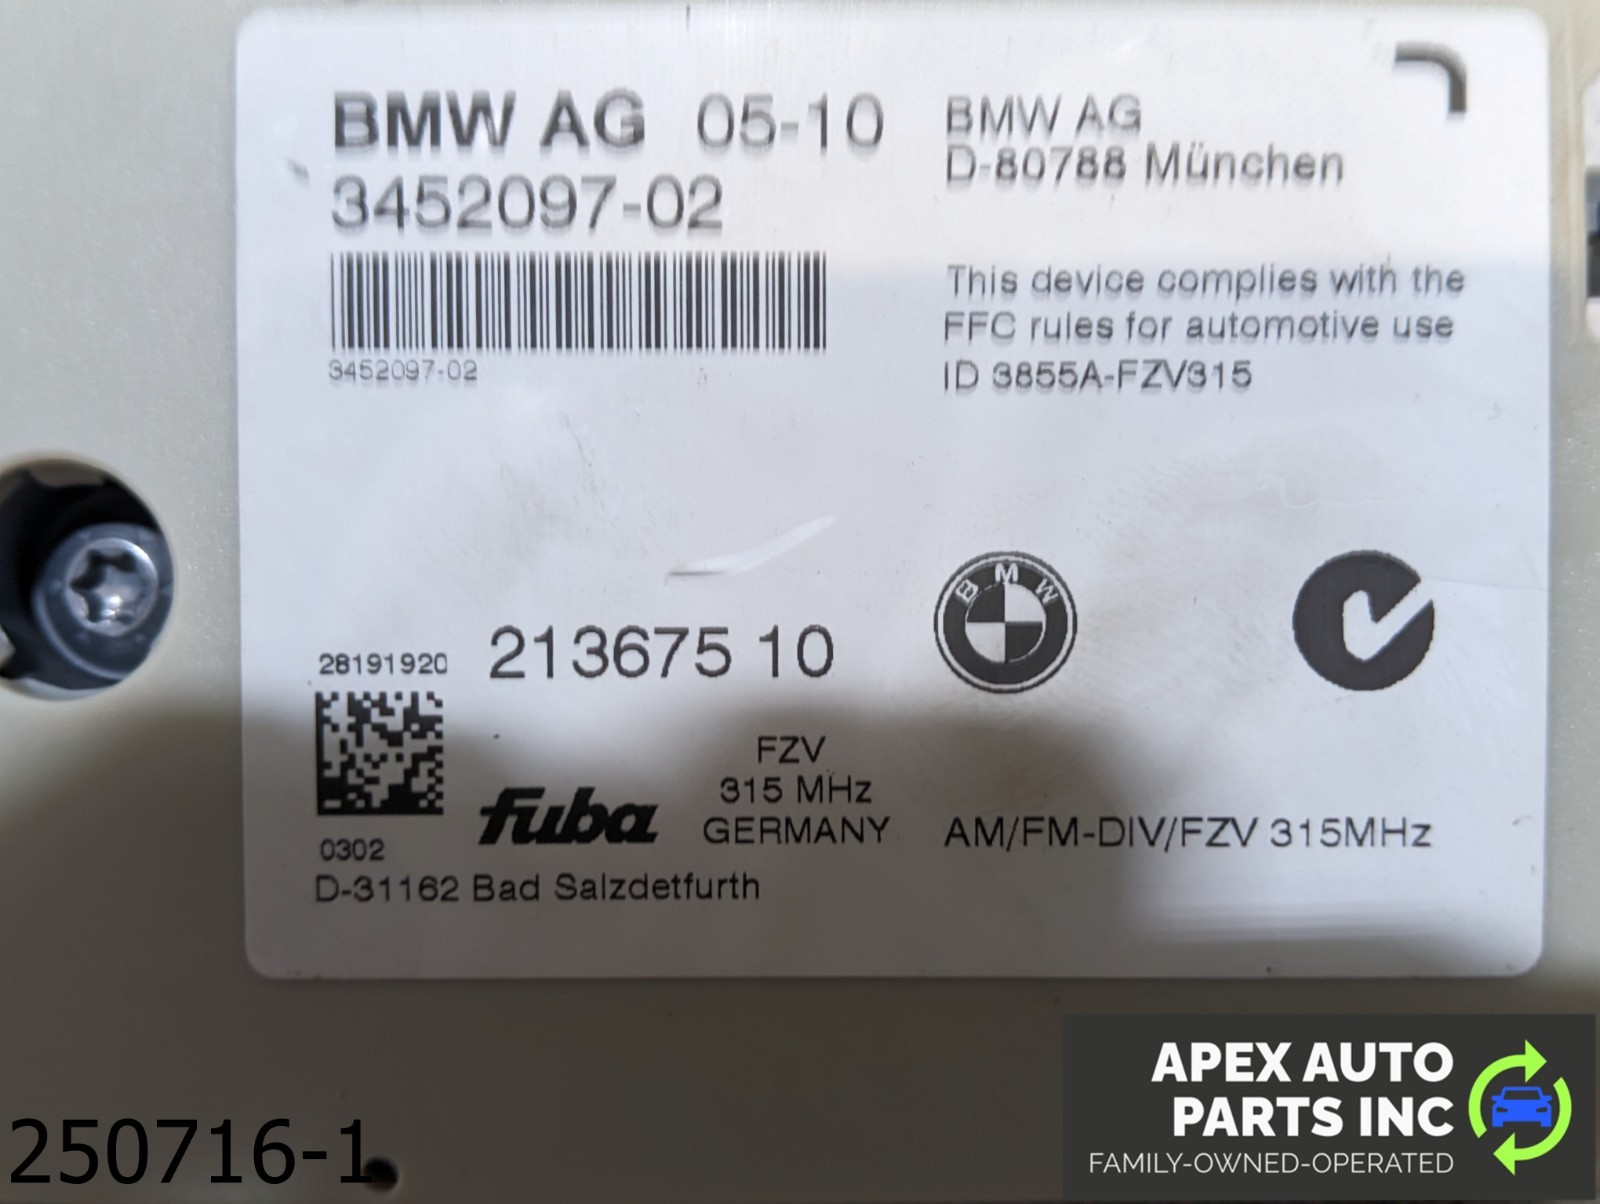 BMW AG 05-10
3452097-02
3452097-02
BMW AG
D-80788 München
This device complies with the
FFC rules for automotive use
ID 3855A-FZV315
28191920
213675 10
BMW
0302
fuba
FZV
315 MHz
GERMANY
AM/FM-DIV/FZV 315MHz
D-31162 Bad Salzdetfurth
250716-1
APEX AUTO
PARTS INC
FAMILY-OWNED-OPERATED